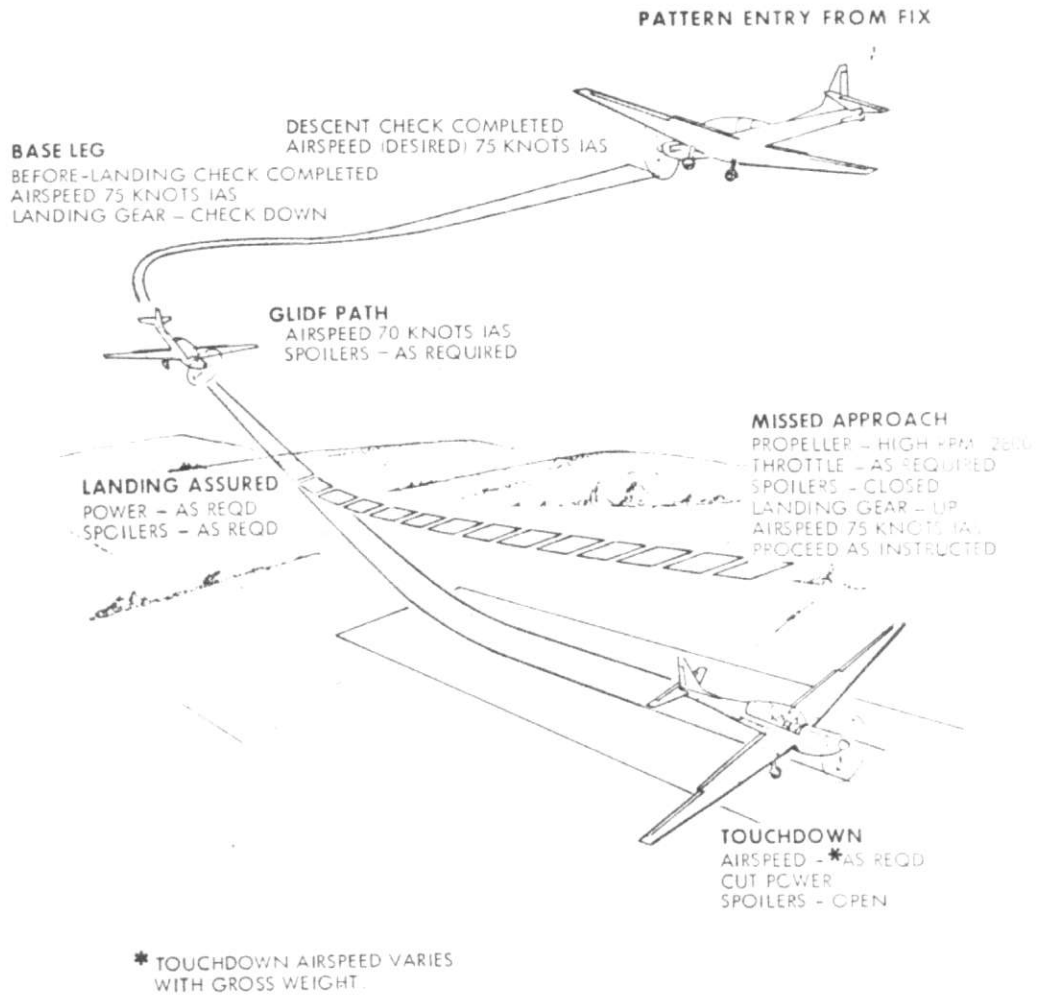 PATTERN ENTRY FROM FIX
DESCENT CHECK COMPLETED
AIRSPEED (DESIRED) 75 KNOTS IAS
BASE LEG
BEFORE-LANDING CHECK COMPLETED
AIRSPEED 75 KNOTS IAS
LANDING GEAR – CHECK DOWN
GLIDE PATH
AIRSPEED 70 KNOTS IAS
SPOILERS – AS REQUIRED
MISSED APPROACH
PROPELLER – HIGH RPM
THROTTLE – AS REQUIRED
SPOILERS – CLOSED
LANDING GEAR – UP
AIRSPEED 75 KNOTS IAS
PROCEED AS INSTRUCTED
LANDING ASSURED
POWER – AS REQD
SPOILERS – AS REQD
TOUCHDOWN
AIRSPEED – *AS REQD
CUT POWER
SPOILERS – OPEN
* TOUCHDOWN AIRSPEED VARIES
WITH GROSS WEIGHT.